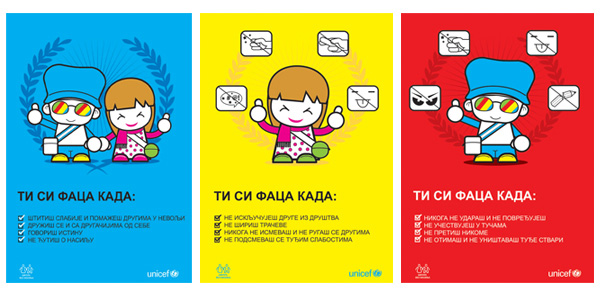 ТИ СИ ФАЦА КАДА:
ШТИТИШ СЛАБИЈЕ И ПОМАЖЕШ ДРУГИМА У НЕВОЉИ
ДРУЖИШ СЕ И СА ДРУГАЧИЈИМА ОД СЕБЕ
ГОВОРИШ ИСТИНУ
НЕ ЋУТИШ О НАСИЉУ
unicef
ТИ СИ ФАЦА КАДА:
НЕ ИСКЉУЧУЈЕШ ДРУГЕ ИЗ ДРУШТВА
НЕ ШИРИШ ТРАЧЕВЕ
НИКОГА НЕ ИСМЕВАШ И НЕ РУГАШ СЕ ДРУГИМА
НЕ ПОДСМЕВАШ СЕ ТУЂИМ СЛАБОСТИМА
unicef
ТИ СИ ФАЦА КАДА:
НИКОГА НЕ УДАРАШ И НЕ ПОВРЕЂУЈЕШ
НЕ УЧЕСТВУЈЕШ У ТУЧАМА
НЕ ПРЕТИШ НИКОМЕ
НЕ ОТИМАШ И НЕ УНИШТАВАШ ТУЂЕ СТВАРИ
unicef